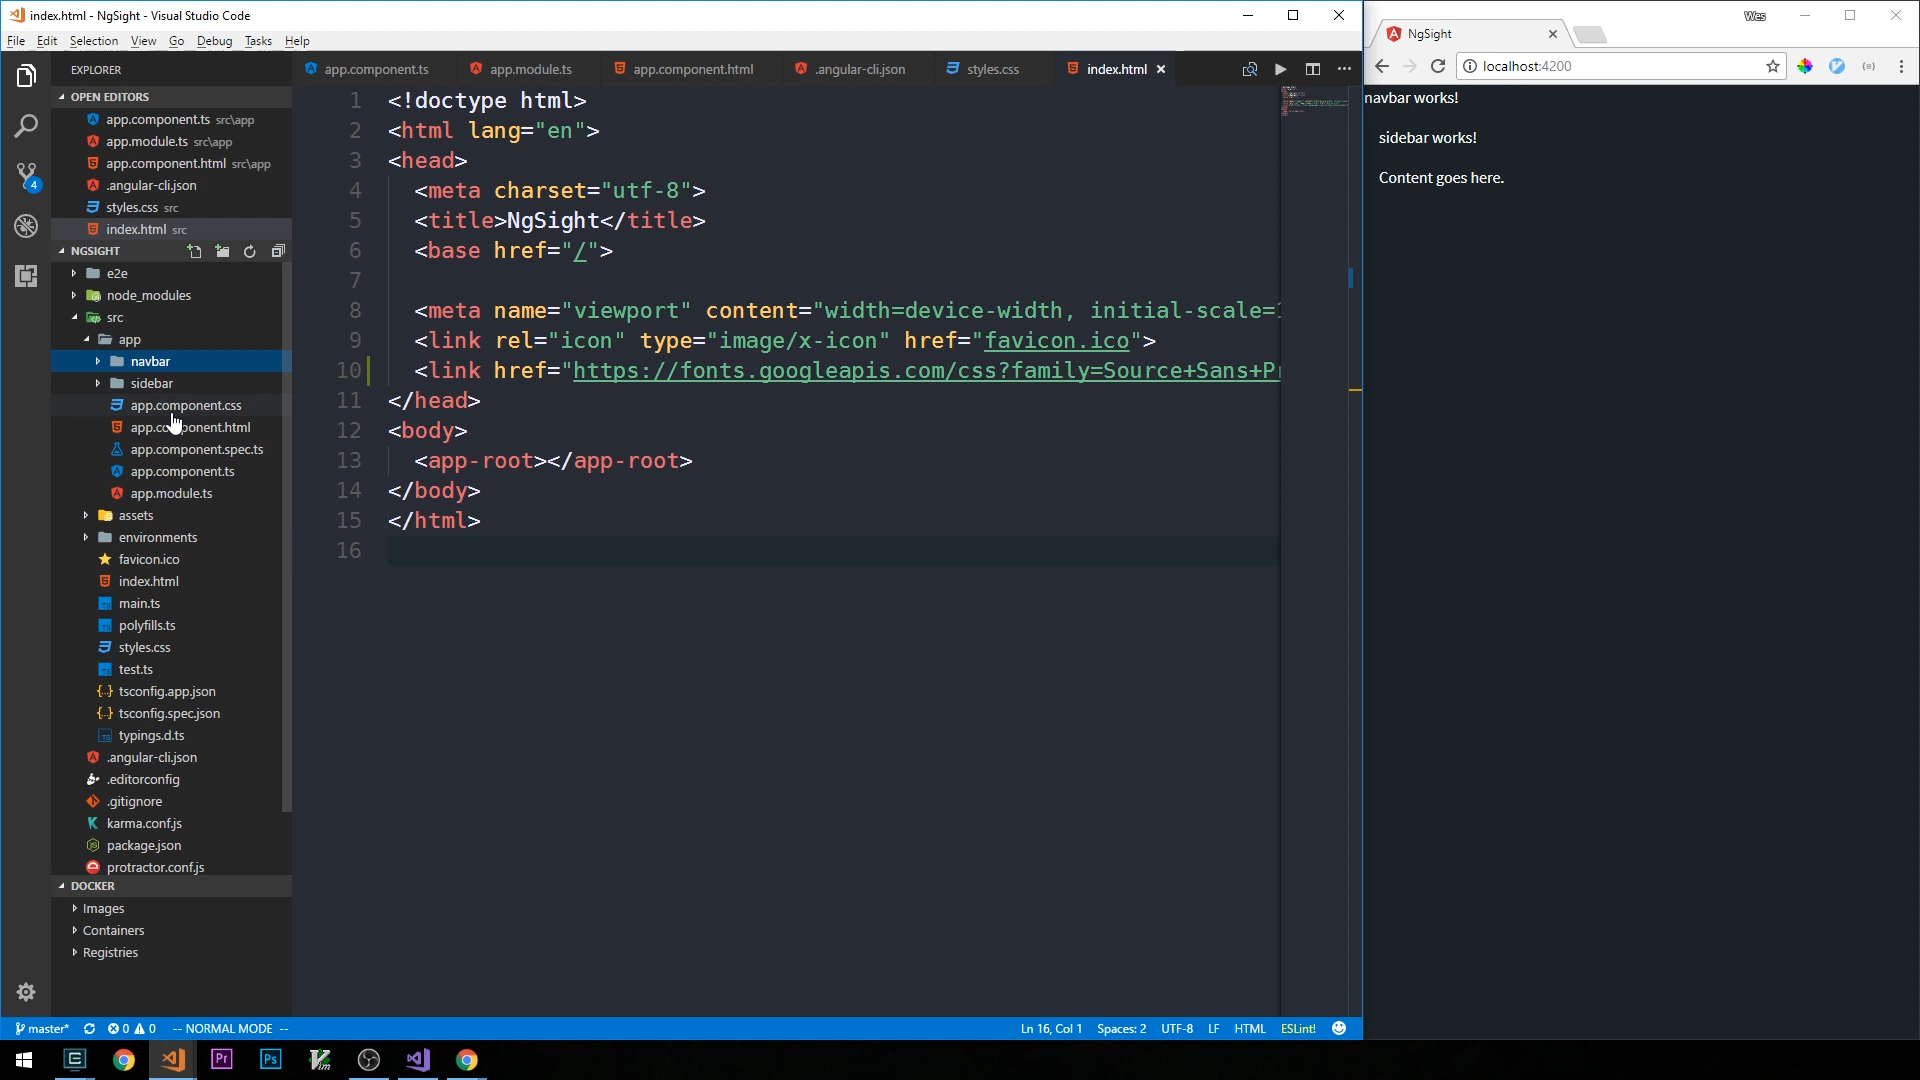 index.html - NgSight - Visual Studio Code
File Edit Selection View Go Debug Tasks Help
EXPLORER
OPEN EDITORS
app.component.ts src\app
app.module.ts src\app
app.component.html src\app
.angular-cli.json
styles.css src
index.html src
NGSIGHT
e2e
node_modules
src
app
navbar
sidebar
app.component.css
app.component.html
app.component.spec.ts
app.component.ts
app.module.ts
assets
environments
favicon.ico
index.html
main.ts
polyfills.ts
styles.css
test.ts
tsconfig.app.json
tsconfig.spec.json
typings.d.ts
.angular-cli.json
.editorconfig
.gitignore
karma.conf.js
package.json
protractor.conf.js
DOCKER
Images
Containers
Registries
4
app.component.ts app.module.ts app.component.html .angular-cli.json styles.css index.html
1 <!doctype html>
2 <html lang="en">
3 <head>
4 <meta charset="utf-8">
5 <title>NgSight</title>
6 <base href="/">
7
8 <meta name="viewport" content="width=device-width, initial-scale=1
9 <link rel="icon" type="image/x-icon" href="favicon.ico">
10 <link href="https://fonts.googleapis.com/css?family=Source+Sans+Pr
11 </head>
12 <body>
13 <app-root></app-root>
14 </body>
15 </html>
16
master* 0 0 -- NORMAL MODE -- Ln 16, Col 1 Spaces: 2 UTF-8 LF HTML ESLint!
Wes
NgSight
localhost:4200
navbar works!
sidebar works!
Content goes here.
Pr Ps Vim